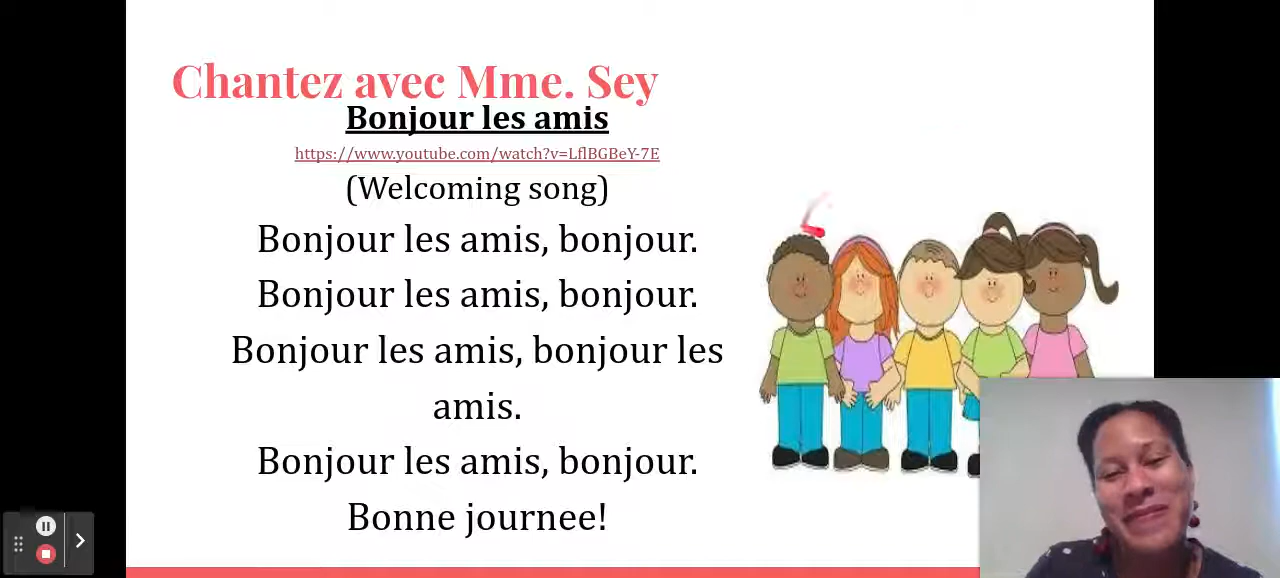 Chantez avec Mme. Sey
Bonjour les amis
https://www.youtube.com/watch?v=LflBGBeY-7E
(Welcoming song)
Bonjour les amis, bonjour.
Bonjour les amis, bonjour.
Bonjour les amis, bonjour les
amis.
Bonjour les amis, bonjour.
Bonne journee!